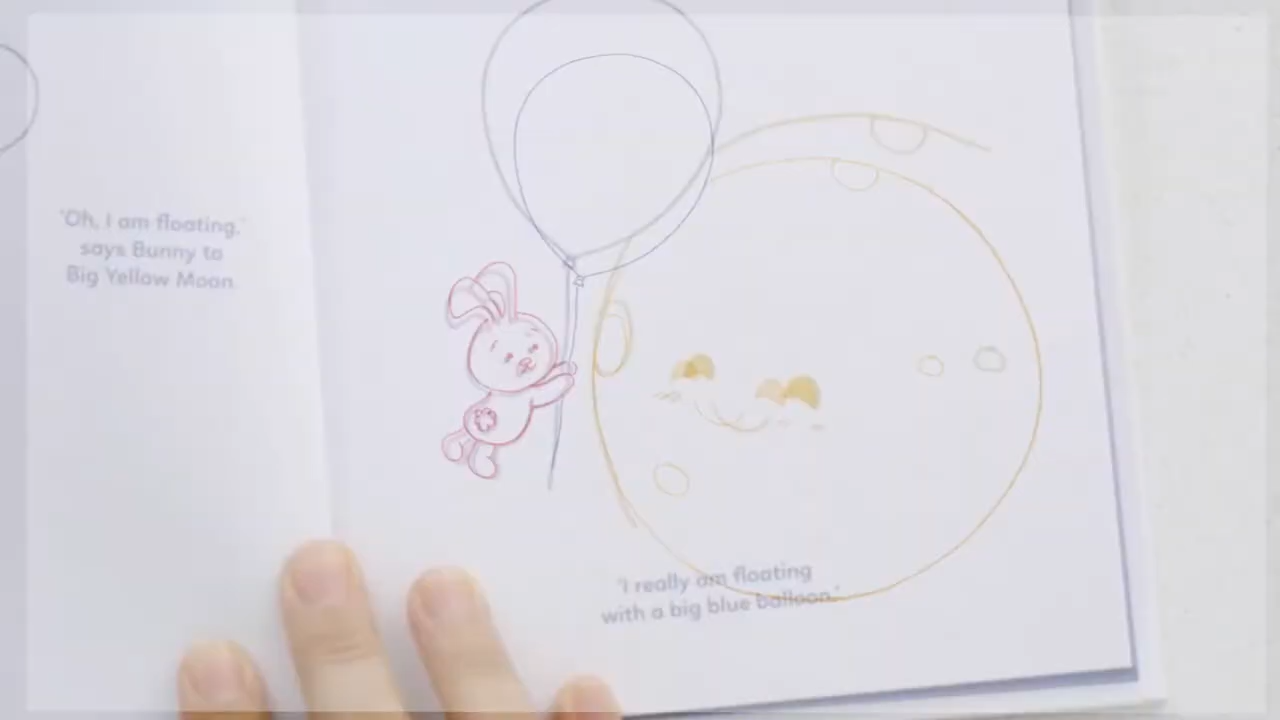 "Oh, I am floating,"
says Bunny to
Big Yellow Moon.
"I really am floating
with a big blue balloon."